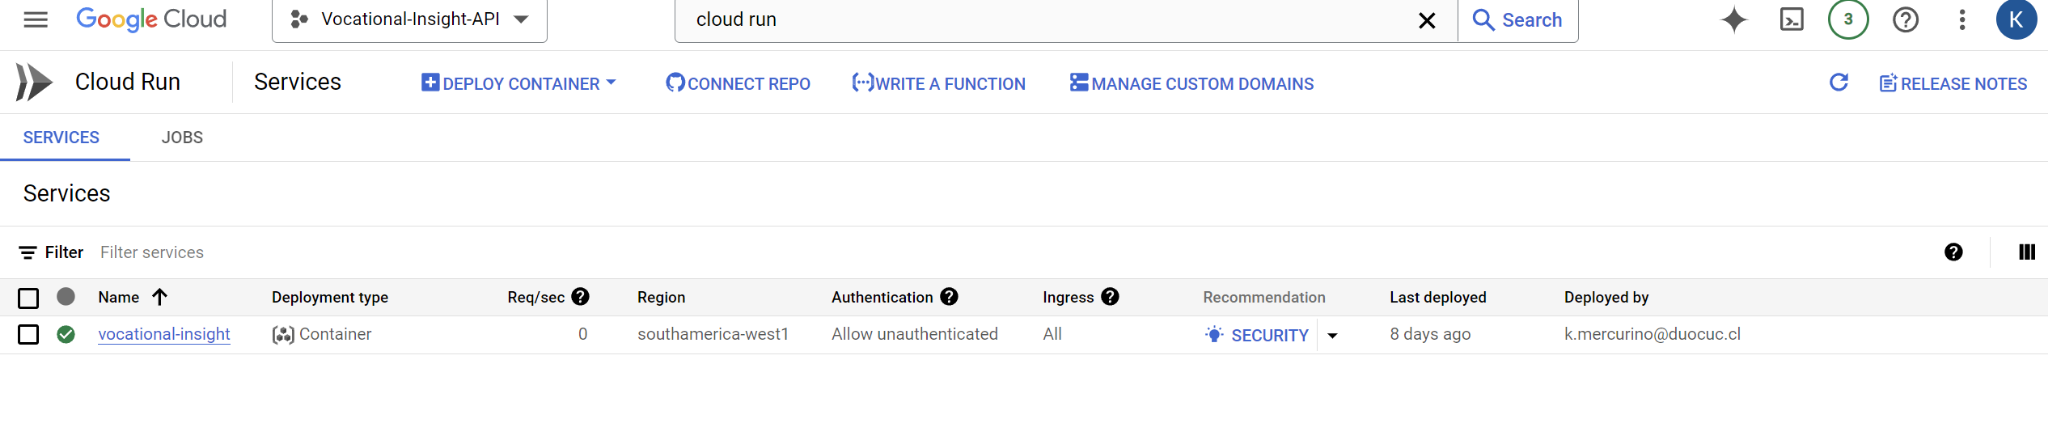 Google Cloud Vocational-Insight-API cloud run Search 3 K
Cloud Run Services DEPLOY CONTAINER CONNECT REPO WRITE A FUNCTION MANAGE CUSTOM DOMAINS RELEASE NOTES
SERVICES JOBS
Services
Filter Filter services
Name Deployment type Req/sec Region Authentication Ingress Recommendation Last deployed Deployed by
vocational-insight Container 0 southamerica-west1 Allow unauthenticated All SECURITY 8 days ago k.mercurino@duocuc.cl